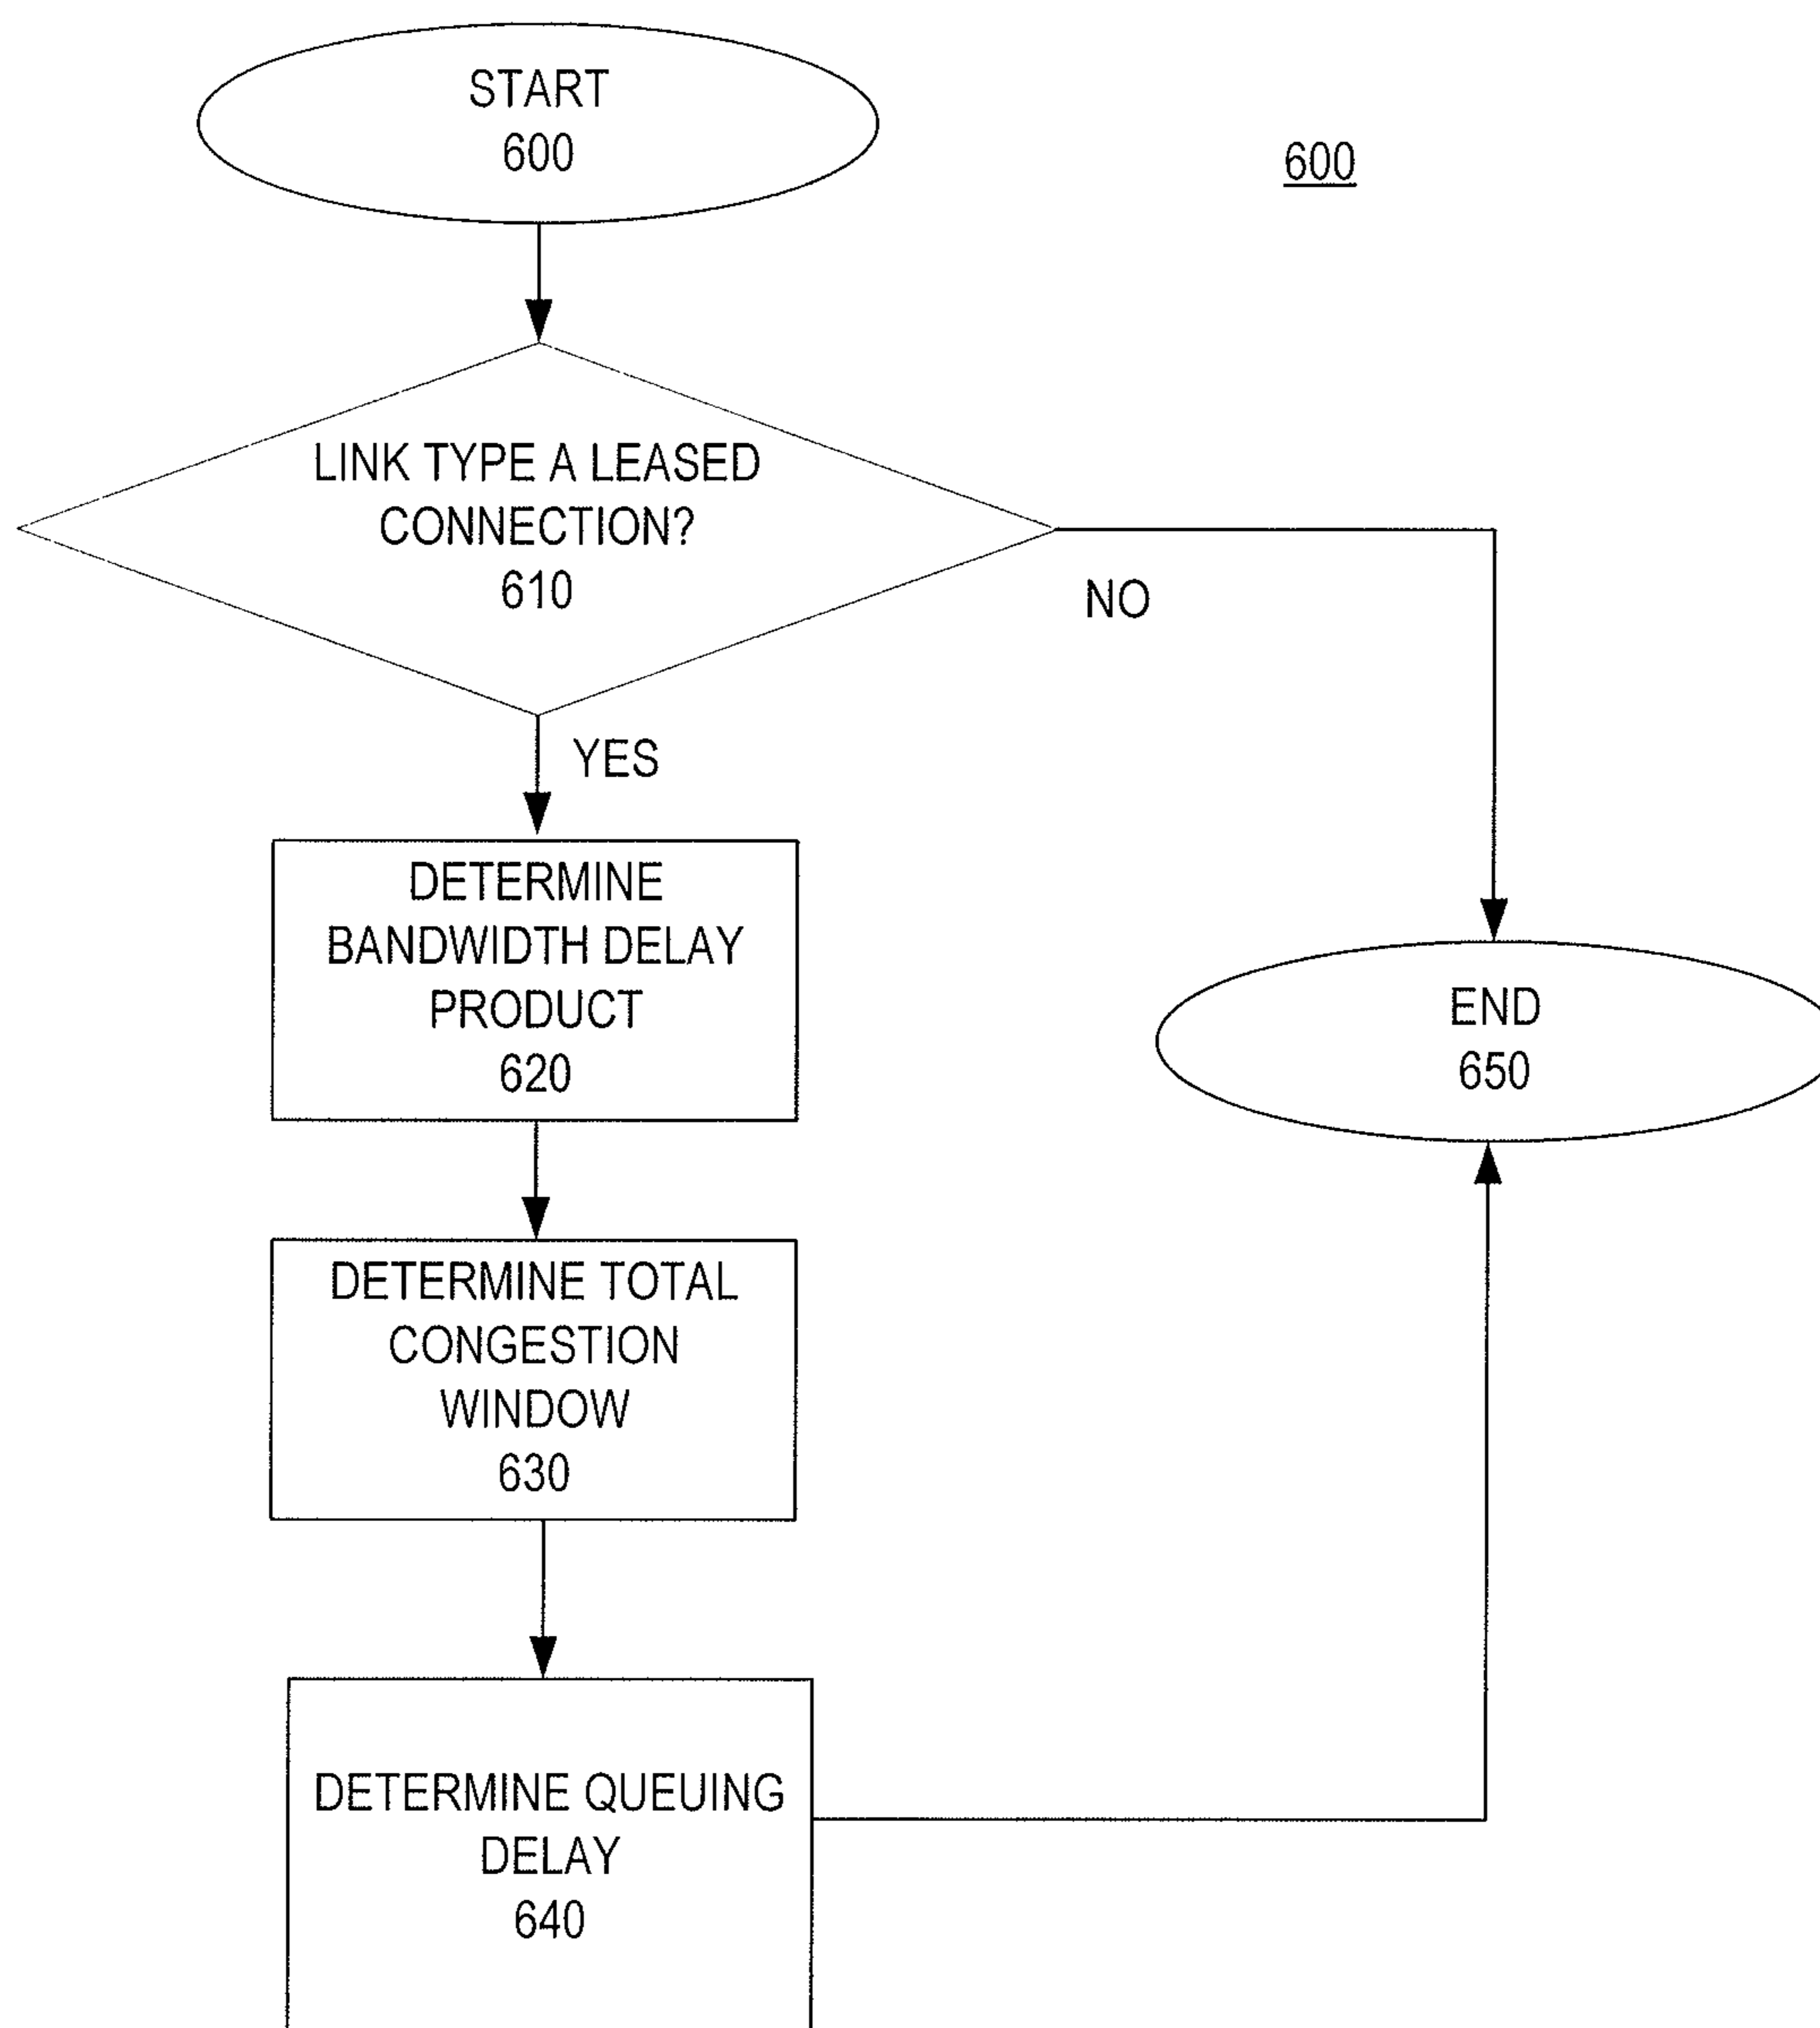 START
600
600
LINK TYPE A LEASED
CONNECTION?
610
NO
YES
DETERMINE
BANDWIDTH DELAY
PRODUCT
620
END
650
DETERMINE TOTAL
CONGESTION
WINDOW
630
DETERMINE QUEUING
DELAY
640